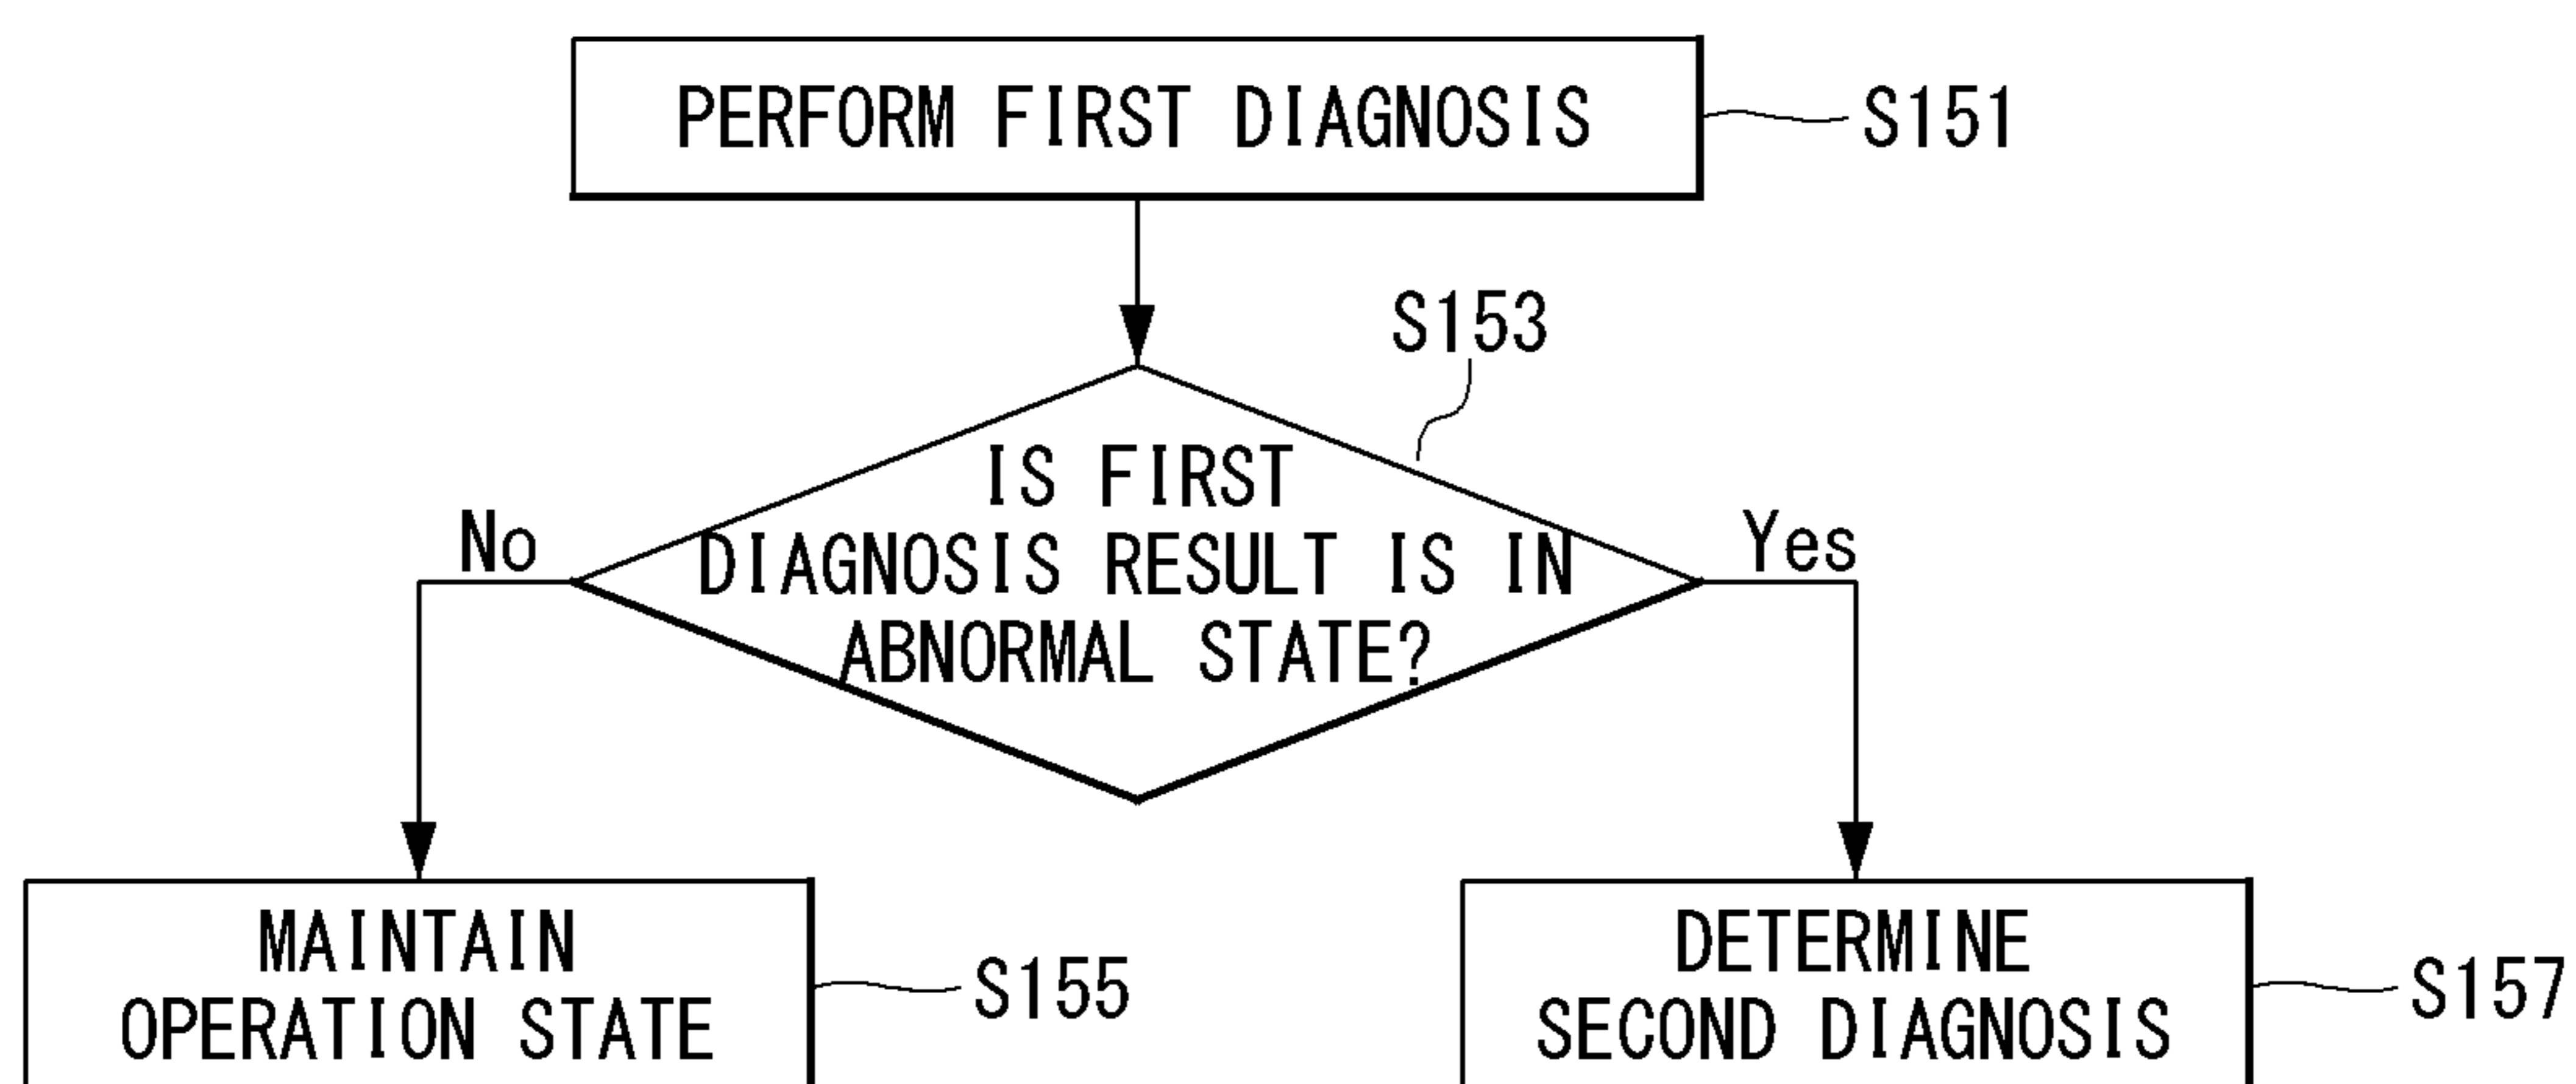 PERFORM FIRST DIAGNOSIS
S151
S153
IS FIRST
DIAGNOSIS RESULT IS IN
ABNORMAL STATE?
No
Yes
MAINTAIN
OPERATION STATE
S155
DETERMINE
SECOND DIAGNOSIS
S157